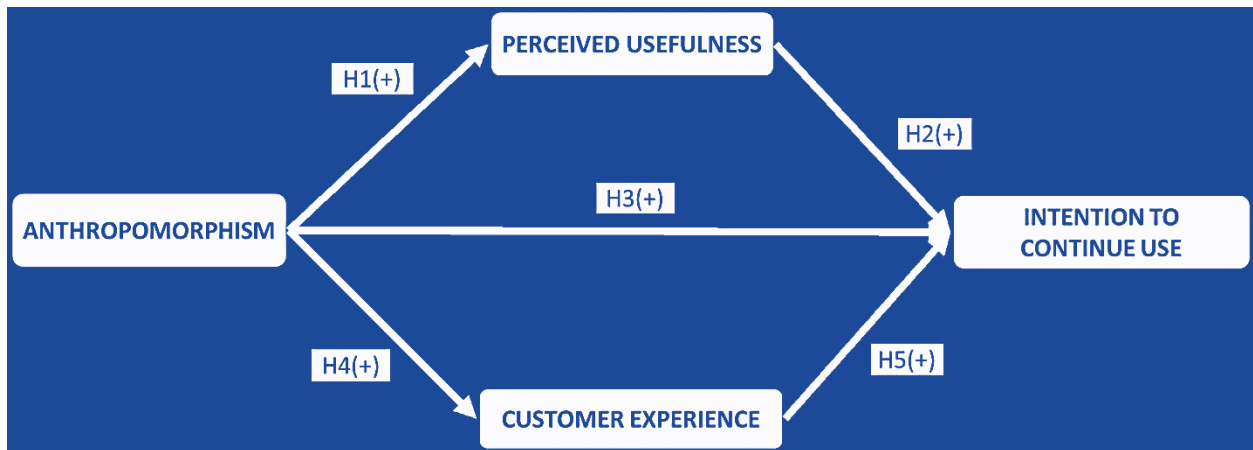 PERCEIVED USEFULNESS
H1(+)
H2(+)
H3(+)
ANTHROPOMORPHISM
INTENTION TO
CONTINUE USE
H4(+)
H5(+)
CUSTOMER EXPERIENCE